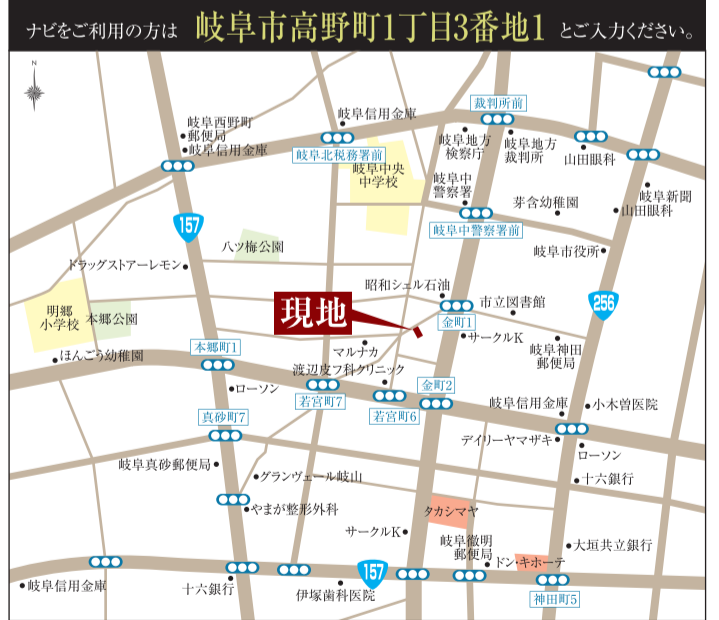 ナビをご利用の方は 岐阜市高野町1丁目3番地1 とご入力ください。
N
岐阜信用金庫
裁判所前
岐阜西野町
郵便局
岐阜信用金庫
岐阜北税務署前
岐阜地方
検察庁
岐阜地方
裁判所
山田眼科
岐阜中央
中学校
岐阜中
警察署
芽含幼稚園
岐阜新聞
山田眼科
157
岐阜中警察署前
八ツ梅公園
岐阜市役所
ドラッグストアーレモン
昭和シェル石油
市立図書館
256
明郷
小学校
本郷公園
現地
金町1
サークルK
岐阜神田
郵便局
本郷町1
マルナカ
ほんごう幼稚園
渡辺皮フ科クリニック
金町2
ローソン
若宮町7
若宮町6
岐阜信用金庫
小木曽医院
真砂町7
デイリーヤマザキ
ローソン
岐阜真砂郵便局
グランヴェール岐山
十六銀行
やまが整形外科
タカシマヤ
サークルK
岐阜徹明
郵便局
大垣共立銀行
ドン・キホーテ
157
岐阜信用金庫
十六銀行
伊塚歯科医院
神田町5